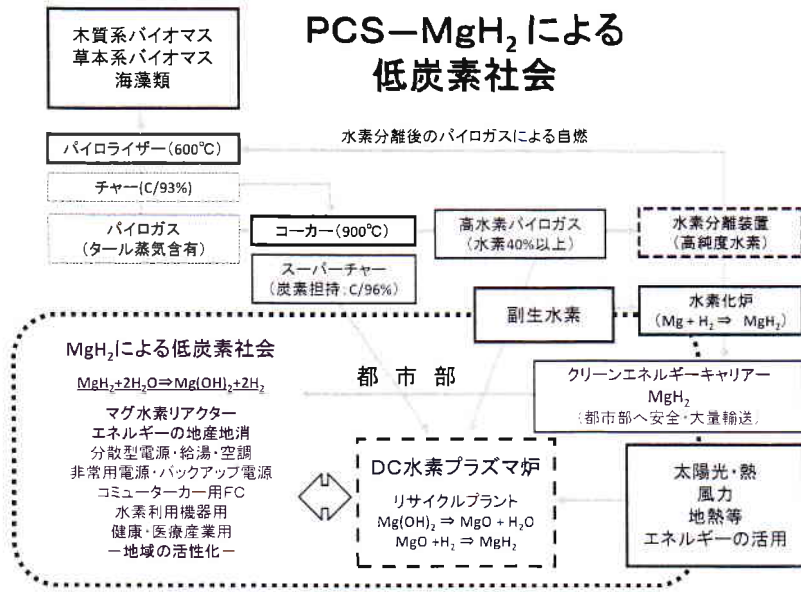 PCS－MgH₂による
低炭素社会
木質系バイオマス
草本系バイオマス
海藻類
水素分離後のパイロガスによる自燃
パイロライザー(600℃)
チャー(C/93%)
パイロガス
(タール蒸気含有)
コーカー(900℃)
高水素パイロガス
(水素40%以上)
水素分離装置
(高純度水素)
スーパーチャー
(炭素担持：C/96%)
副生水素
水素化炉
(Mg + H₂ ⇒ MgH₂)
MgH₂による低炭素社会
MgH₂+2H₂O⇒Mg(OH)₂+2H₂
マグ水素リアクター
エネルギーの地産地消
分散型電源・給湯・空調
非常用電源・バックアップ電源
コミューターカー用FC
水素利用機器用
健康・医療産業用
－地域の活性化－
都市部
クリーンエネルギーキャリアー
MgH₂
(都市部へ安全・大量輸送)
DC水素プラズマ炉
リサイクルプラント
Mg(OH)₂ ⇒ MgO + H₂O
MgO +H₂ ⇒ MgH₂
太陽光・熱
風力
地熱等
エネルギーの活用